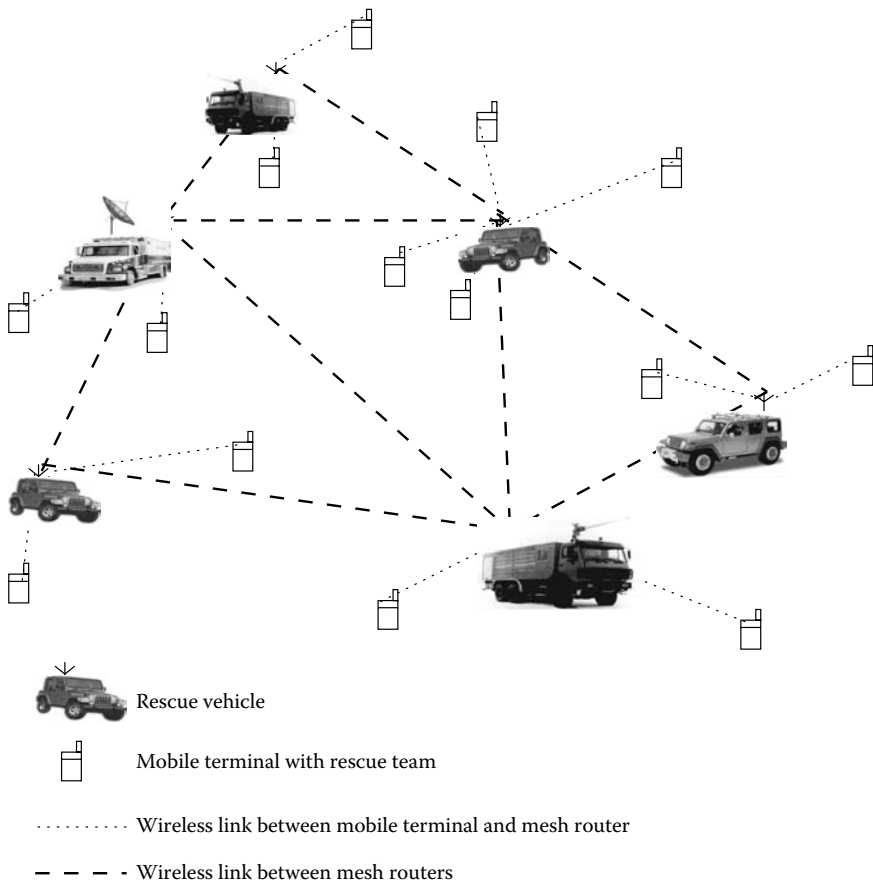 Rescue vehicle
Mobile terminal with rescue team
Wireless link between mobile terminal and mesh router
Wireless link between mesh routers